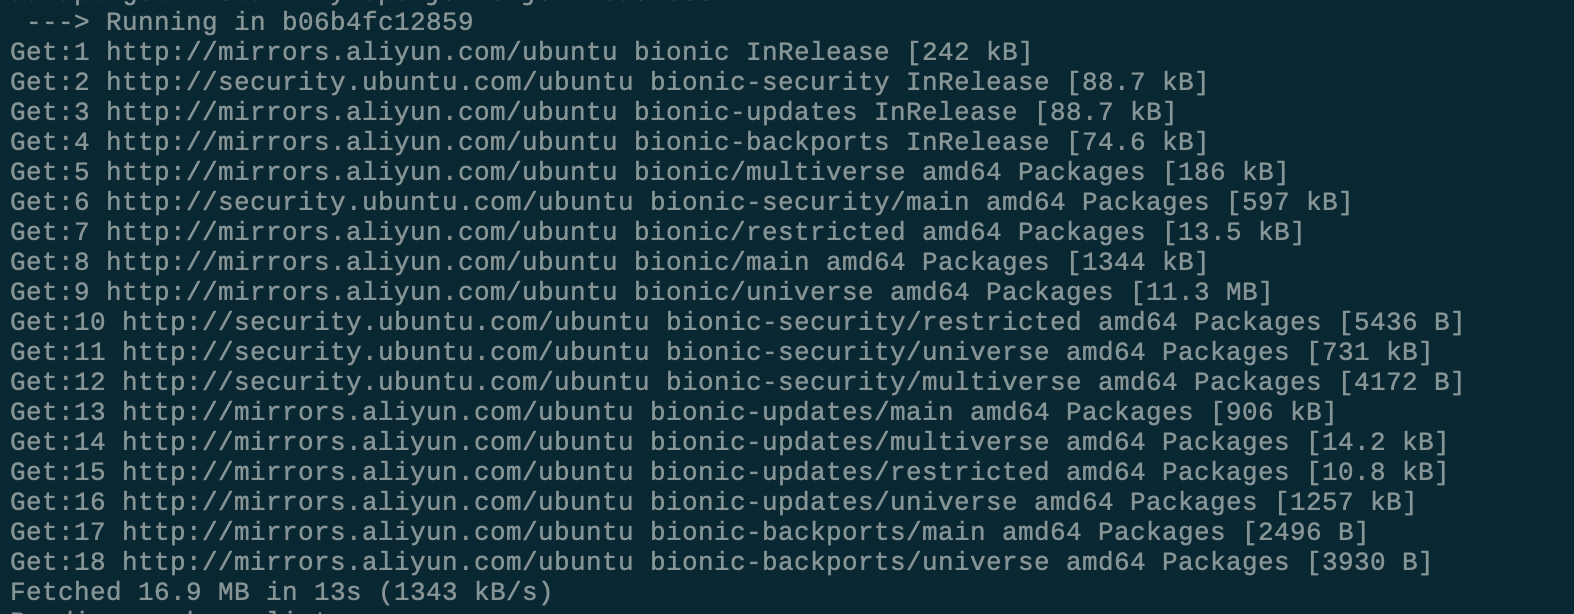 ---> Running in b06b4fc12859
Get:1 http://mirrors.aliyun.com/ubuntu bionic InRelease [242 kB]
Get:2 http://security.ubuntu.com/ubuntu bionic-security InRelease [88.7 kB]
Get:3 http://mirrors.aliyun.com/ubuntu bionic-updates InRelease [88.7 kB]
Get:4 http://mirrors.aliyun.com/ubuntu bionic-backports InRelease [74.6 kB]
Get:5 http://mirrors.aliyun.com/ubuntu bionic/multiverse amd64 Packages [186 kB]
Get:6 http://security.ubuntu.com/ubuntu bionic-security/main amd64 Packages [597 kB]
Get:7 http://mirrors.aliyun.com/ubuntu bionic/restricted amd64 Packages [13.5 kB]
Get:8 http://mirrors.aliyun.com/ubuntu bionic/main amd64 Packages [1344 kB]
Get:9 http://mirrors.aliyun.com/ubuntu bionic/universe amd64 Packages [11.3 MB]
Get:10 http://security.ubuntu.com/ubuntu bionic-security/restricted amd64 Packages [5436 B]
Get:11 http://security.ubuntu.com/ubuntu bionic-security/universe amd64 Packages [731 kB]
Get:12 http://security.ubuntu.com/ubuntu bionic-security/multiverse amd64 Packages [4172 B]
Get:13 http://mirrors.aliyun.com/ubuntu bionic-updates/main amd64 Packages [906 kB]
Get:14 http://mirrors.aliyun.com/ubuntu bionic-updates/multiverse amd64 Packages [14.2 kB]
Get:15 http://mirrors.aliyun.com/ubuntu bionic-updates/restricted amd64 Packages [10.8 kB]
Get:16 http://mirrors.aliyun.com/ubuntu bionic-updates/universe amd64 Packages [1257 kB]
Get:17 http://mirrors.aliyun.com/ubuntu bionic-backports/main amd64 Packages [2496 B]
Get:18 http://mirrors.aliyun.com/ubuntu bionic-backports/universe amd64 Packages [3930 B]
Fetched 16.9 MB in 13s (1343 kB/s)